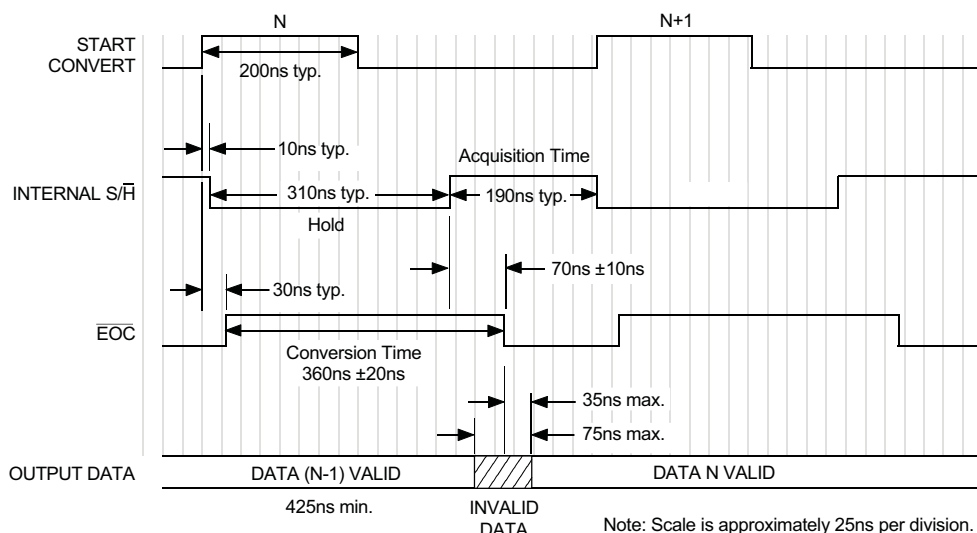 N
N+1
START
CONVERT
200ns typ.
10ns typ.
Acquisition Time
INTERNAL S/H̅
310ns typ.
190ns typ.
Hold
70ns ±10ns
30ns typ.
E̅O̅C̅
Conversion Time
360ns ±20ns
35ns max.
75ns max.
OUTPUT DATA
DATA (N-1) VALID
DATA N VALID
425ns min.
INVALID
DATA
Note: Scale is approximately 25ns per division.